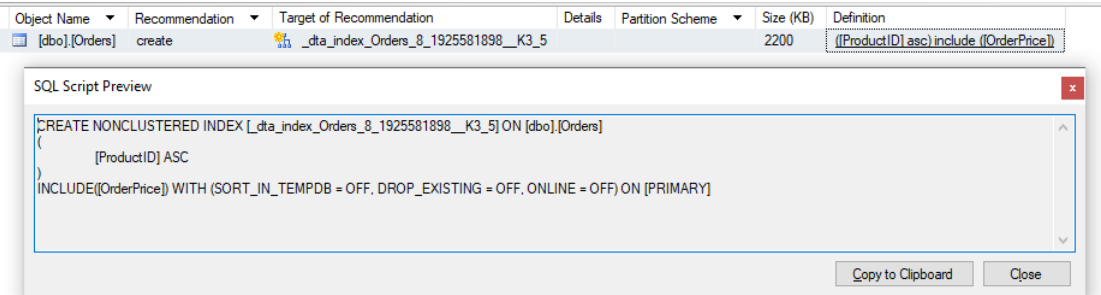 Object Name Recommendation Target of Recommendation Details Partition Scheme Size (KB) Definition
[dbo].[Orders] create _dta_index_Orders_8_1925581898__K3_5 2200 ([ProductID] asc) include ([OrderPrice])
SQL Script Preview
x
CREATE NONCLUSTERED INDEX [_dta_index_Orders_8_1925581898__K3_5] ON [dbo].[Orders]
(
[ProductID] ASC
)
INCLUDE([OrderPrice]) WITH (SORT_IN_TEMPDB = OFF, DROP_EXISTING = OFF, ONLINE = OFF) ON [PRIMARY]
Copy to Clipboard Close